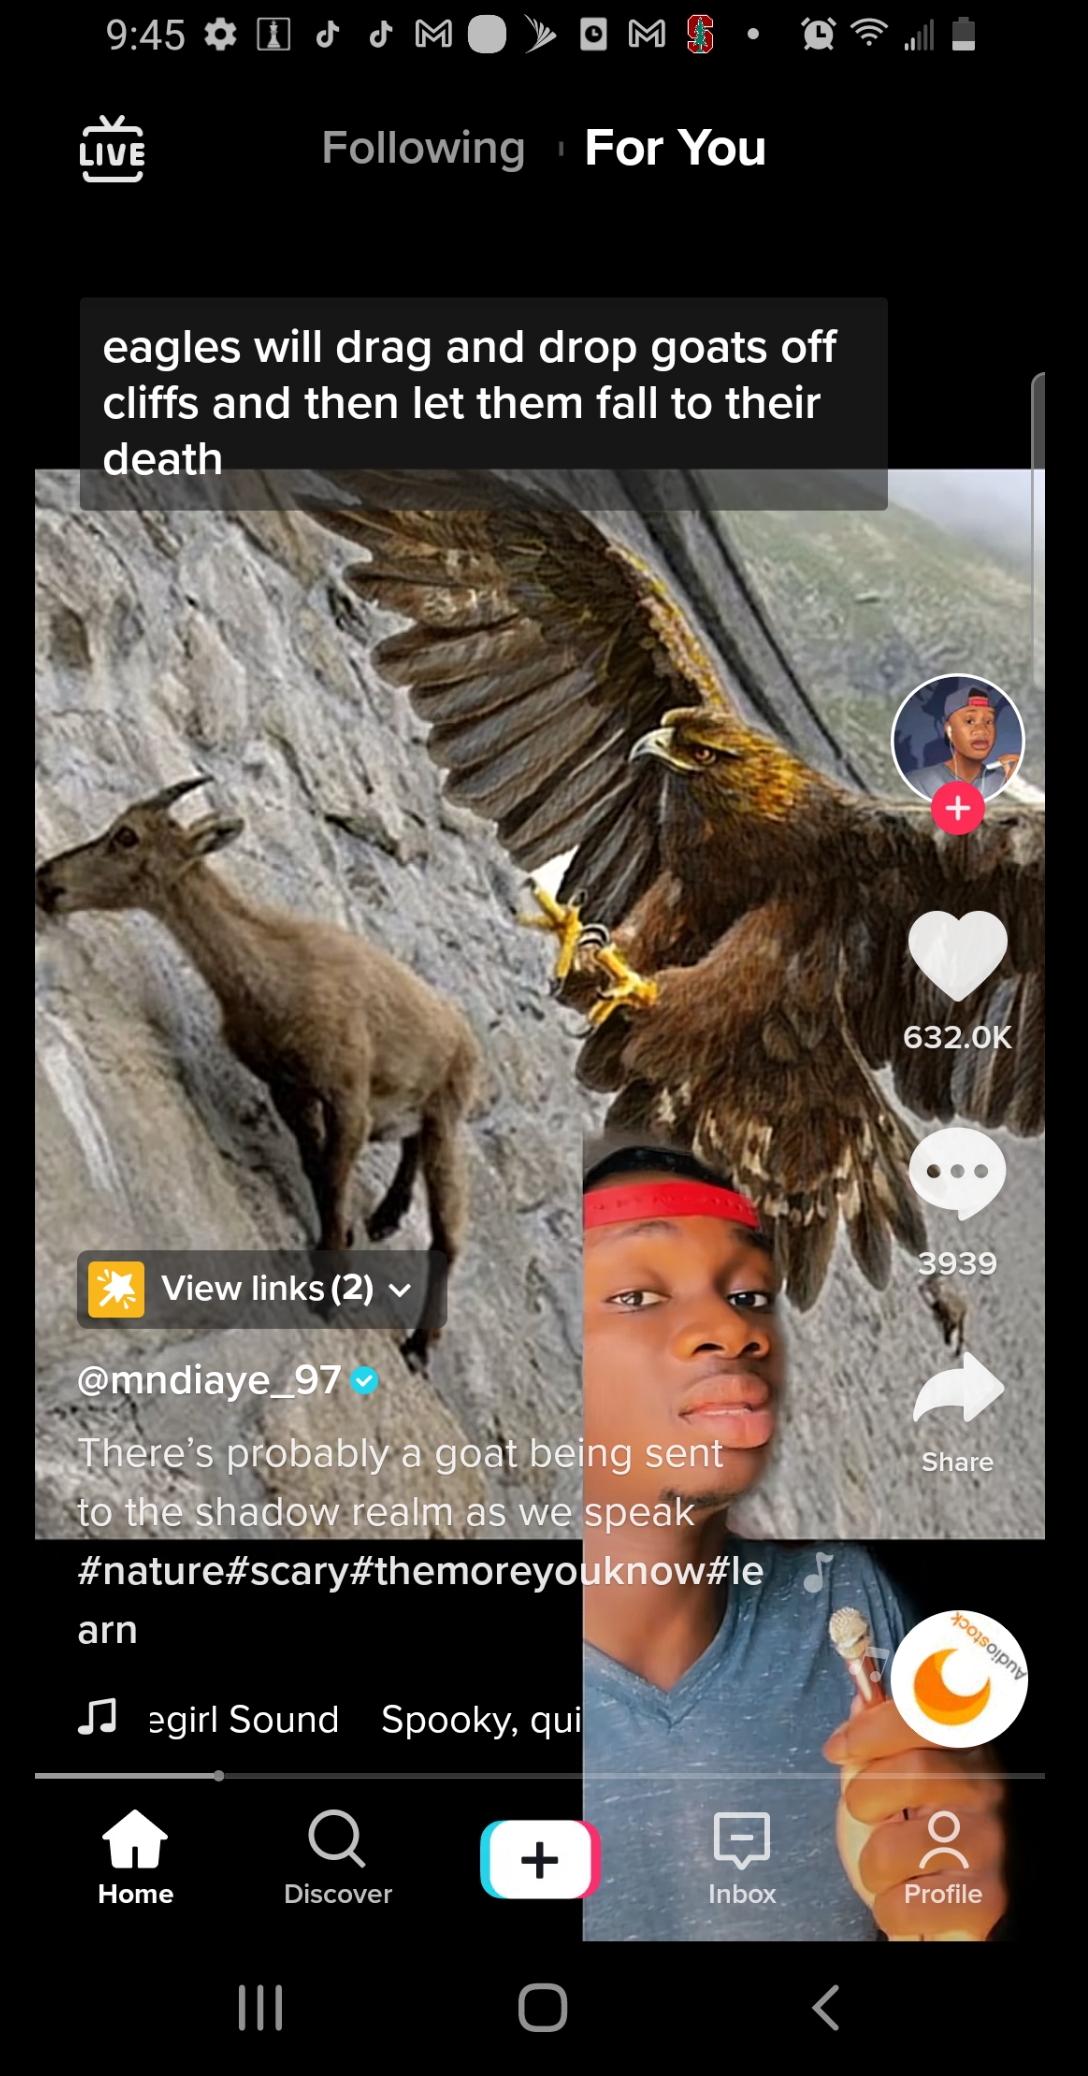 9:45
LIVE
Following
For You
eagles will drag and drop goats off
cliffs and then let them fall to their
death
632.0K
3939
View links (2)
@mndiaye_97
There's probably a goat being sent
to the shadow realm as we speak
Share
#nature#scary#themoreyouknow#le
arn
Audiostock
egirl Sound Spooky, qui
Home
Discover
Inbox
Profile